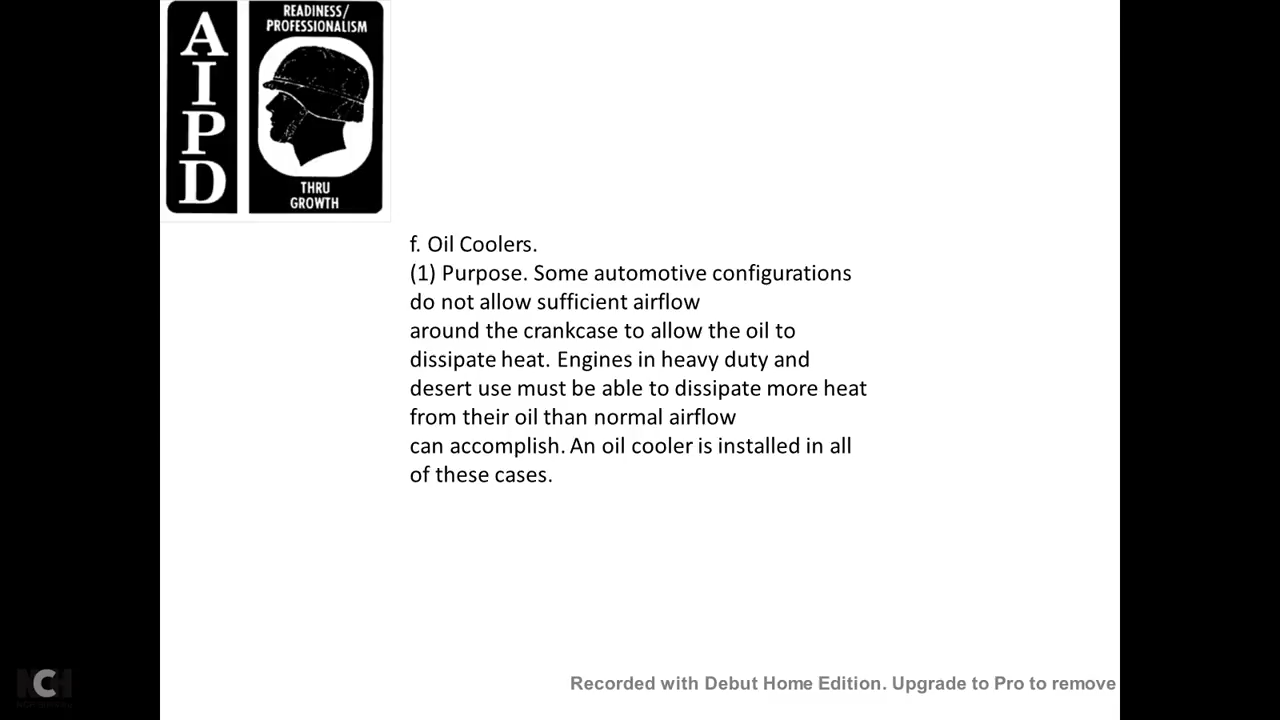 A
I
P
D
READINESS/
PROFESSIONALISM
THRU
GROWTH
f. Oil Coolers.
(1) Purpose. Some automotive configurations
do not allow sufficient airflow
around the crankcase to allow the oil to
dissipate heat. Engines in heavy duty and
desert use must be able to dissipate more heat
from their oil than normal airflow
can accomplish. An oil cooler is installed in all
of these cases.
NCH
Recorded with Debut Home Edition. Upgrade to Pro to remove